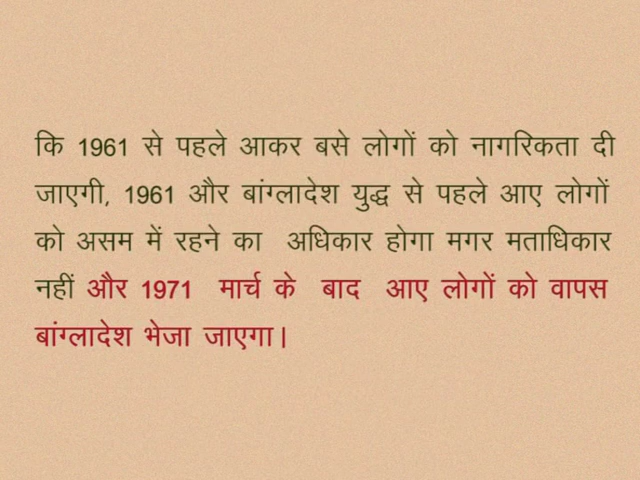 कि 1961 से पहले आकर बसे लोगों को नागरिकता दी
जाएगी, 1961 और बांग्लादेश युद्ध से पहले आए लोगों
को असम में रहने का अधिकार होगा मगर मताधिकार
नहीं और 1971 मार्च के बाद आए लोगों को वापस
बांग्लादेश भेजा जाएगा।